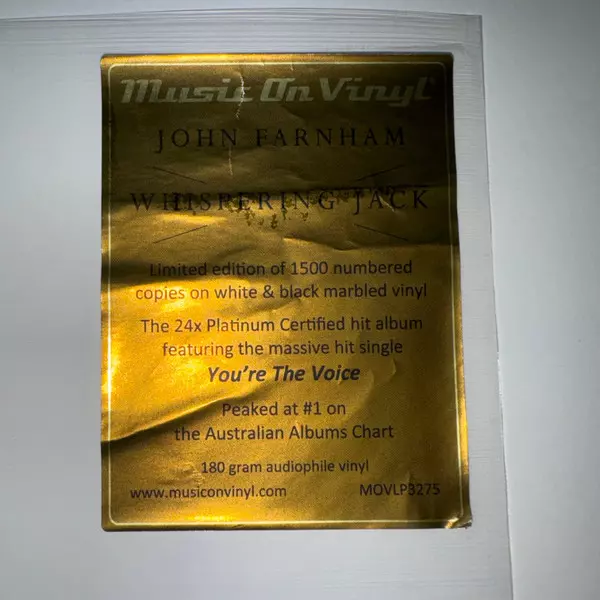 Music On Vinyl
JOHN FARNHAM
WHISPERING JACK
Limited edition of 1500 numbered
copies on white & black marbled vinyl
The 24x Platinum Certified hit album
featuring the massive hit single
You're The Voice
Peaked at #1 on
the Australian Albums Chart
180 gram audiophile vinyl
www.musiconvinyl.com MOVLP3275